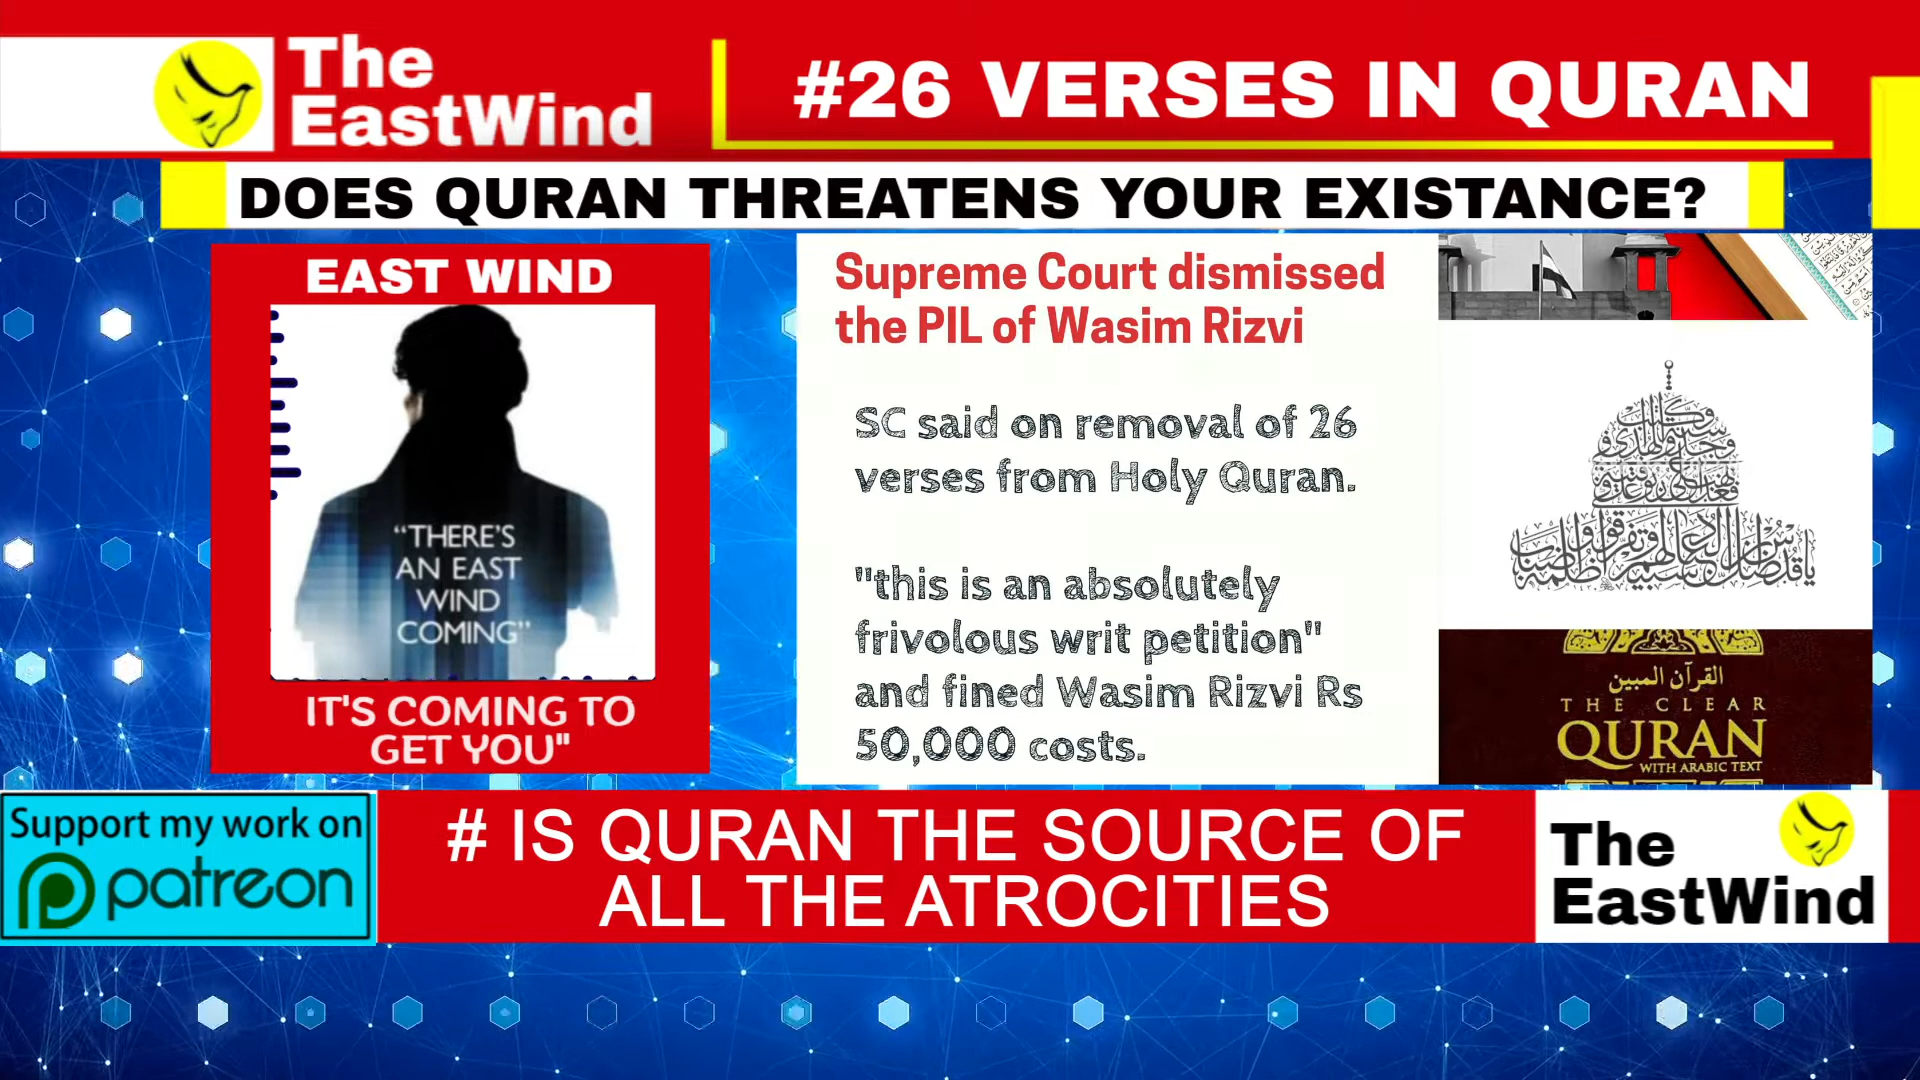 The
EastWind
#26 VERSES IN QURAN
DOES QURAN THREATENS YOUR EXISTANCE?
EAST WIND
“THERE'S
AN EAST
WIND
COMING”
IT'S COMING TO
GET YOU"
Supreme Court dismissed
the PIL of Wasim Rizvi
SC said on removal of 26
verses from Holy Quran.
"this is an absolutely
frivolous writ petition"
and fined Wasim Rizvi Rs
50,000 costs.
القرآن المبين
THE CLEAR
QURAN
WITH ARABIC TEXT
Support my work on
patreon
# IS QURAN THE SOURCE OF
ALL THE ATROCITIES
The
EastWind